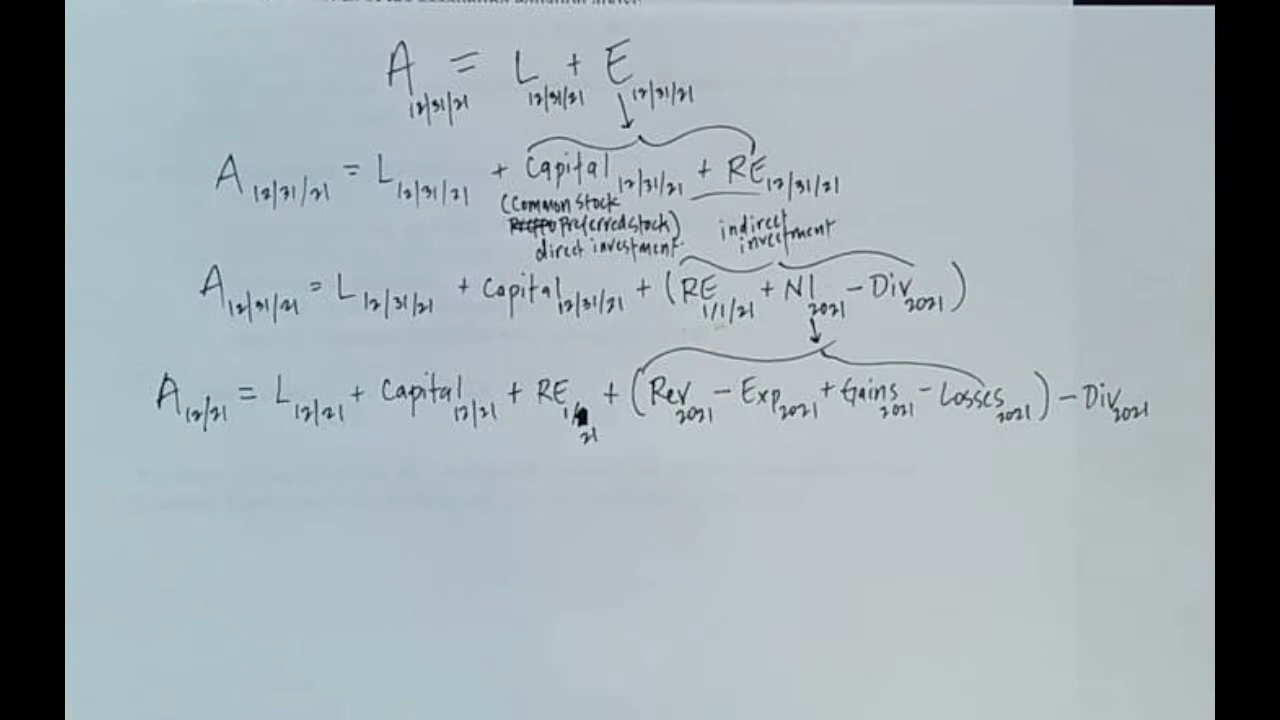 A 12/31/21 = L 12/31/21 + E 12/31/21
A 12/31/21 = L 12/31/21 + Capital 12/31/21 + RE 12/31/21
(Common Stock
Preferred Stock)
indirect
investment
direct investment
A 12/31/21 = L 12/31/21 + Capital 12/31/21 + (RE 1/1/21 + NI 2021 - Div 2021)
A 12/21 = L 12/21 + Capital 12/21 + RE 1/ 21 + (Rev 2021 - Exp 2021 + Gains 2021 - Losses 2021) - Div 2021